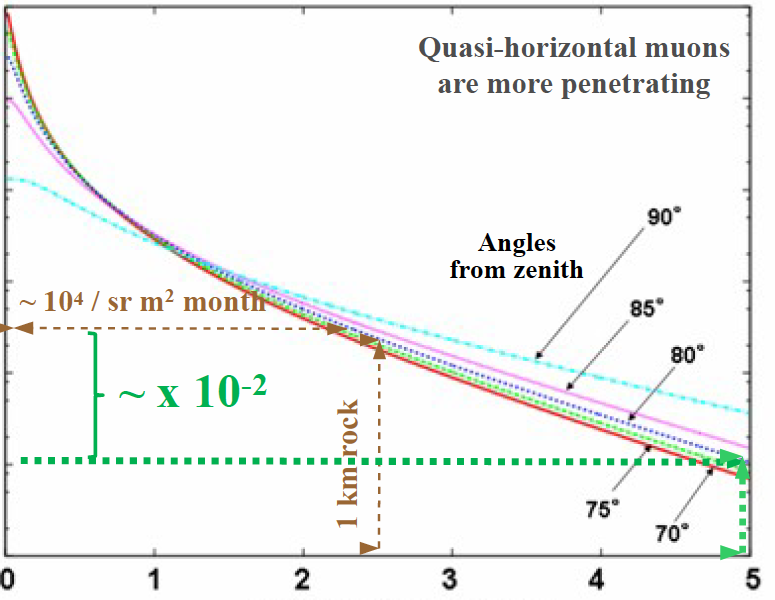 Quasi-horizontal muons
are more penetrating
90°
Angles
from zenith
~ 10⁴ / sr m² month
85°
80°
~ x 10⁻²
1 km rock
75°
70°
0 1 2 3 4 5